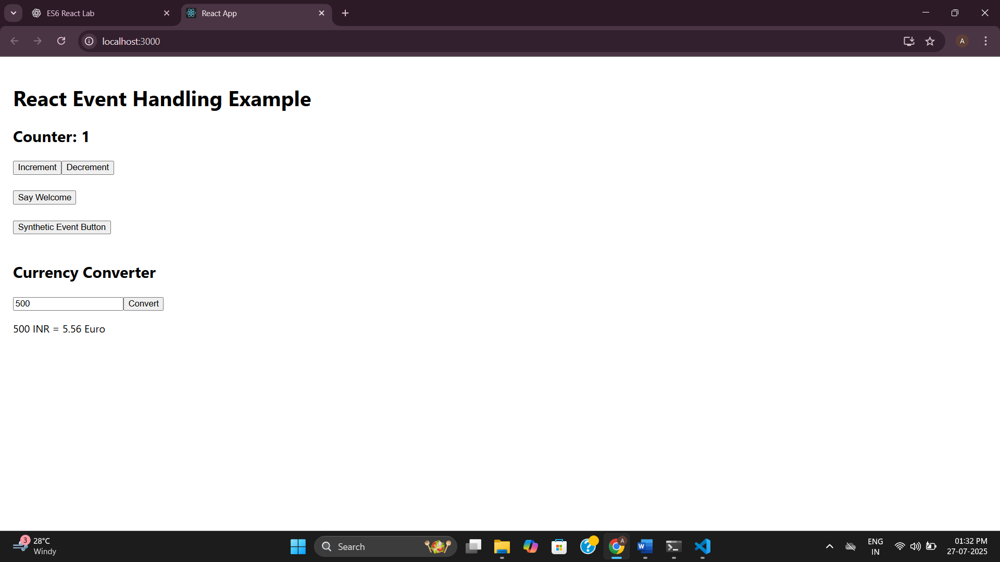 ES6 React Lab
React App
localhost:3000
A
React Event Handling Example
Counter: 1
Increment Decrement
Say Welcome
Synthetic Event Button
Currency Converter
500 Convert
500 INR = 5.56 Euro
3
28°C
Windy
Search
A
W
ENG
IN
01:32 PM
27-07-2025